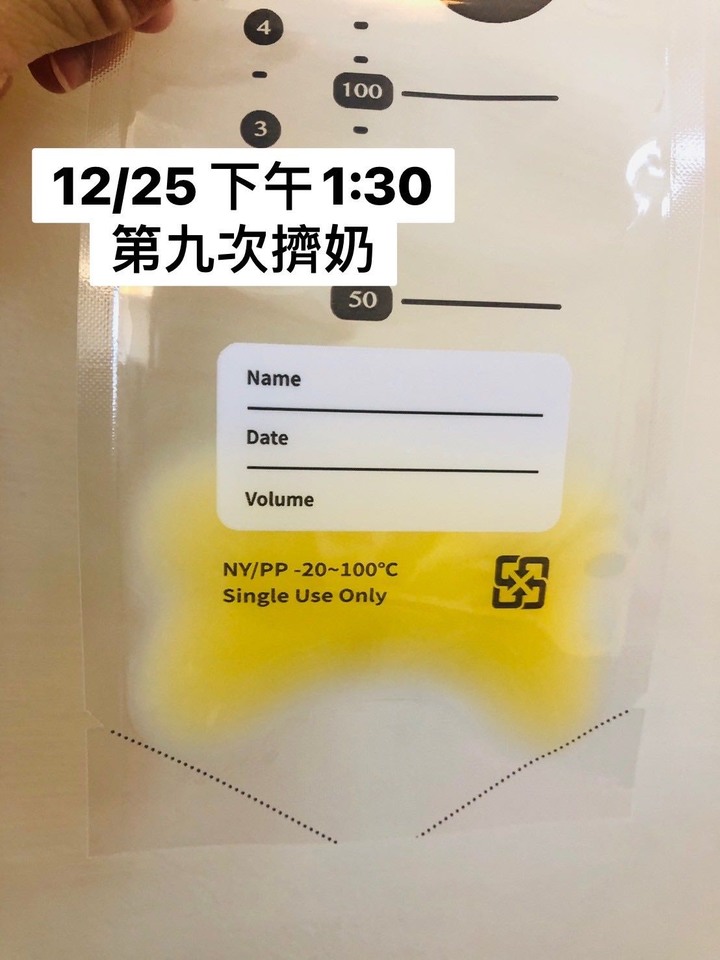 4
100
3
12/25 下午1:30
第九次擠奶
50
Name
Date
Volume
NY/PP -20~100°C
Single Use Only